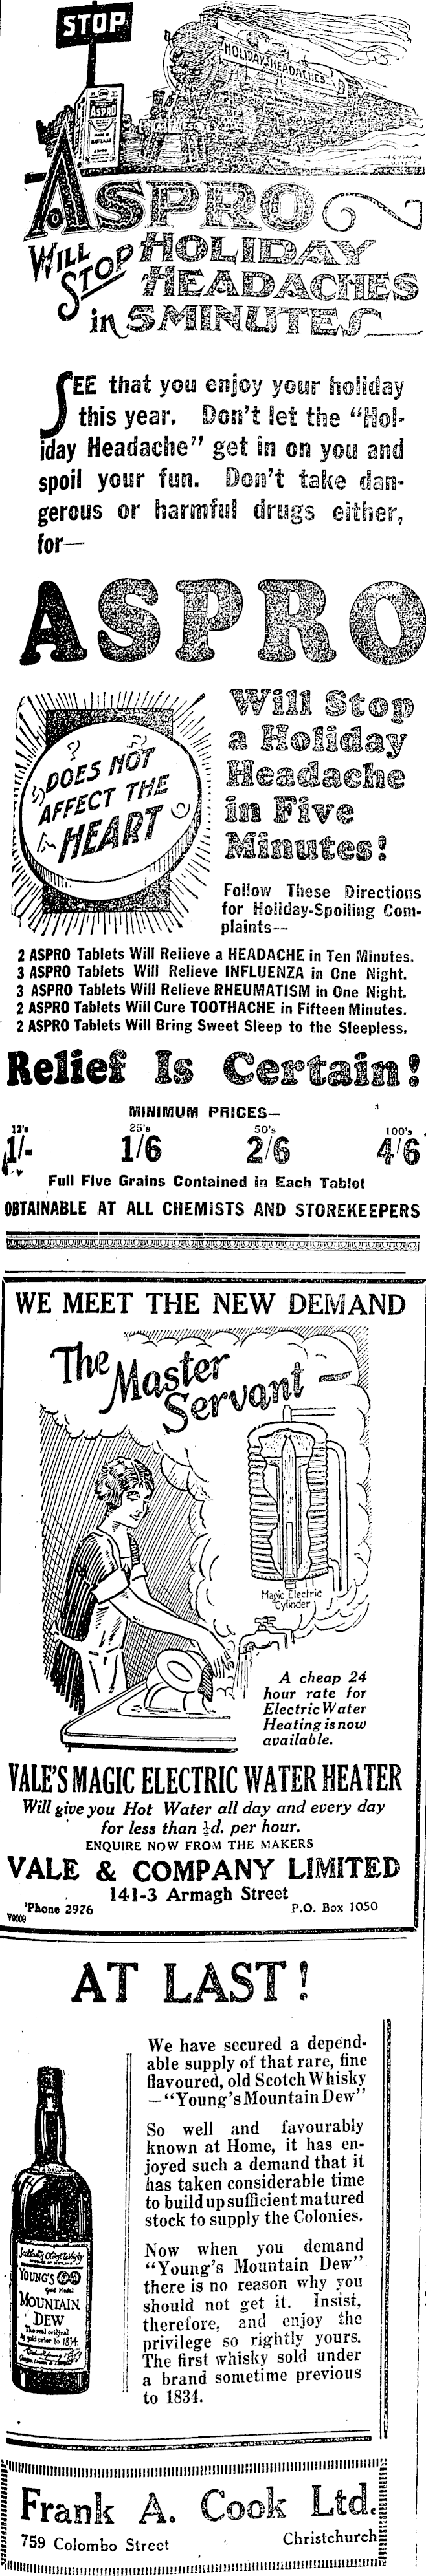 STOP
HOLIDAY HEADACHES
ASPRO
ASPRO
WILL STOP HOLIDAY
HEADACHES
in 5 MINUTES
SEE that you enjoy your holiday
this year. Don't let the "Hol-
iday Headache" get in on you and
spoil your fun. Don't take dan-
gerous or harmful drugs either,
for—
ASPRO
DOES NOT
AFFECT THE
HEART
Will Stop
a Holiday
Headache
in Five
Minutes!
Follow These Directions
for Holiday-Spoiling Com-
plaints—
2 ASPRO Tablets Will Relieve a HEADACHE in Ten Minutes.
3 ASPRO Tablets Will Relieve INFLUENZA in One Night.
3 ASPRO Tablets Will Relieve RHEUMATISM in One Night.
2 ASPRO Tablets Will Cure TOOTHACHE in Fifteen Minutes.
2 ASPRO Tablets Will Bring Sweet Sleep to the Sleepless.
Relief Is Certain!
MINIMUM PRICES—
12's 25's 50's 100's
1/- 1/6 2/6 4/6
Full Five Grains Contained in Each Tablet
OBTAINABLE AT ALL CHEMISTS AND STOREKEEPERS
WE MEET THE NEW DEMAND
The Master
Servant
Magic Electric
Cylinder
A cheap 24
hour rate for
Electric Water
Heating is now
available.
VALE'S MAGIC ELECTRIC WATER HEATER
Will give you Hot Water all day and every day
for less than ½d. per hour.
ENQUIRE NOW FROM THE MAKERS
VALE & COMPANY LIMITED
141-3 Armagh Street
'Phone 2976 P.O. Box 1050
V9009
AT LAST!
We have secured a depend-
able supply of that rare, fine
flavoured, old Scotch Whisky
—"Young's Mountain Dew"
So well and favourably
known at Home, it has en-
joyed such a demand that it
has taken considerable time
to build up sufficient matured
stock to supply the Colonies.
Now when you demand
"Young's Mountain Dew"
there is no reason why you
should not get it. Insist,
therefore, and enjoy the
privilege so rightly yours.
The first whisky sold under
a brand sometime previous
to 1834.
Scotland's Oldest Whisky
YOUNG'S
Gold Medal
MOUNTAIN
DEW
The real original
as sold prior to 1834
Frank A. Cook Ltd.
759 Colombo Street Christchurch